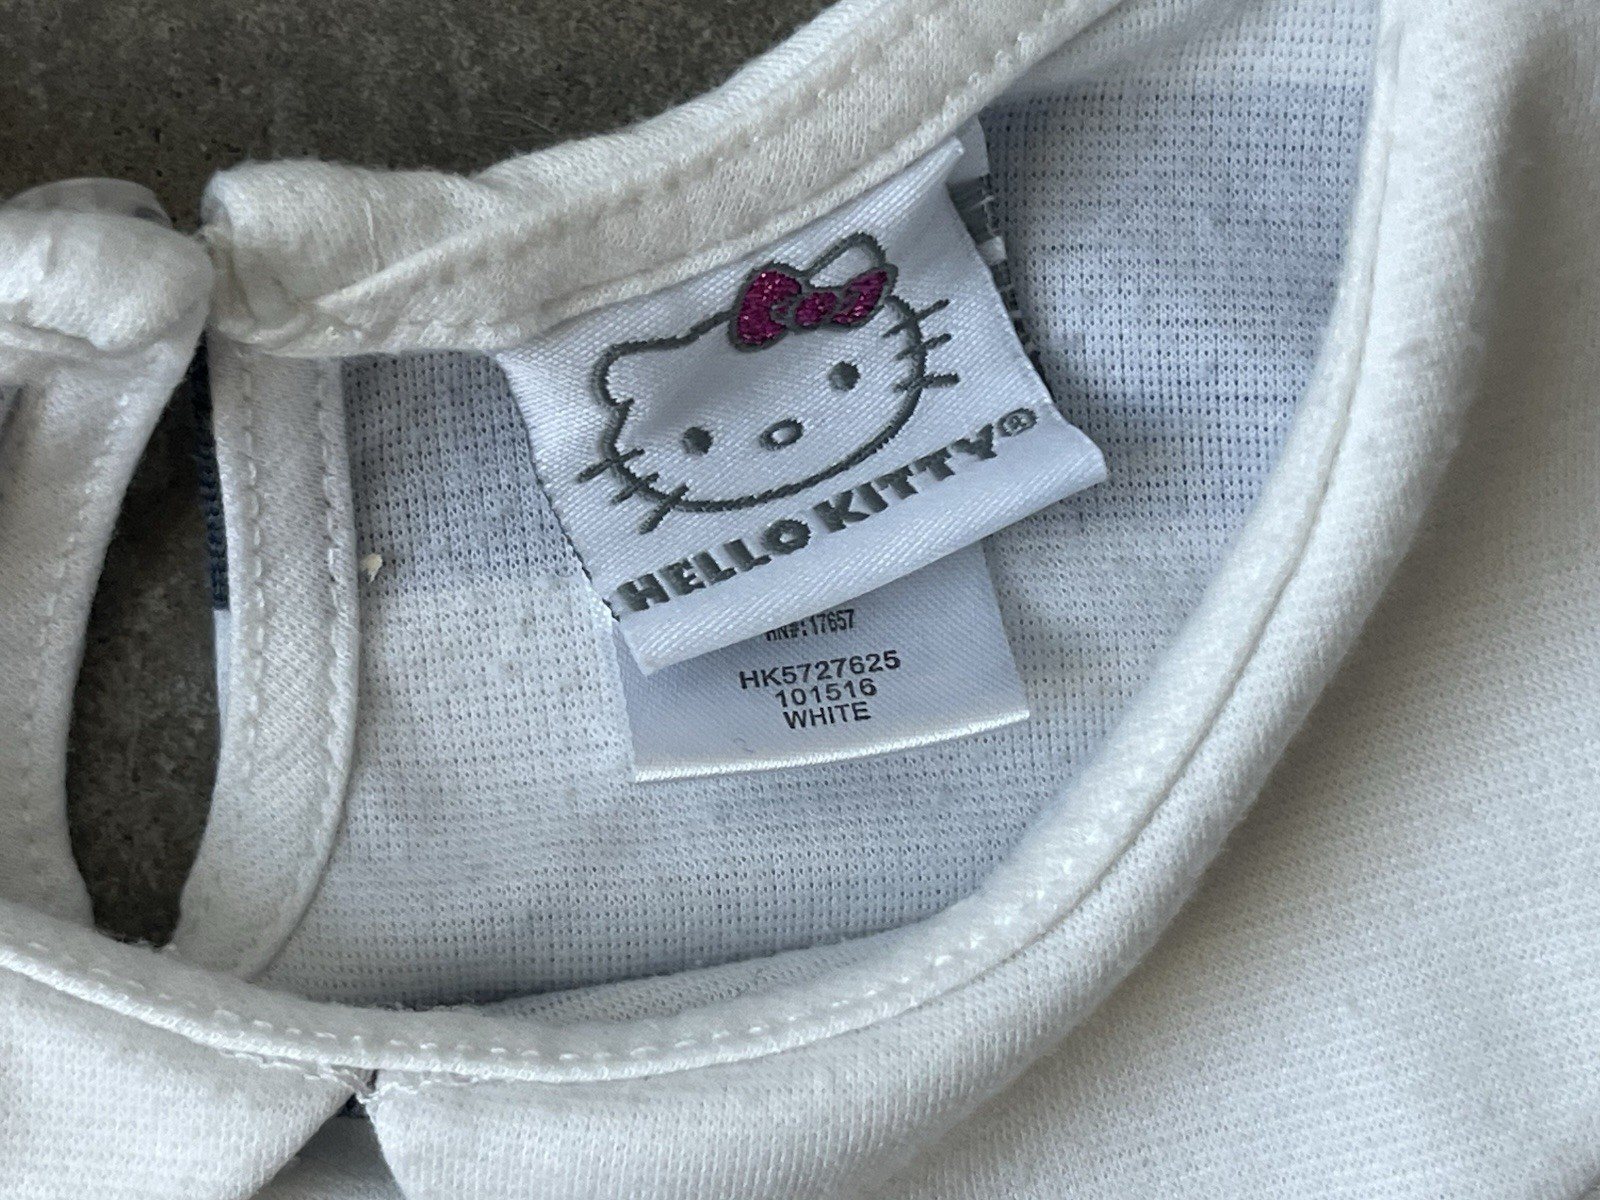 HELLO KITTY®
RN#:17657
HK5727625
101516
WHITE